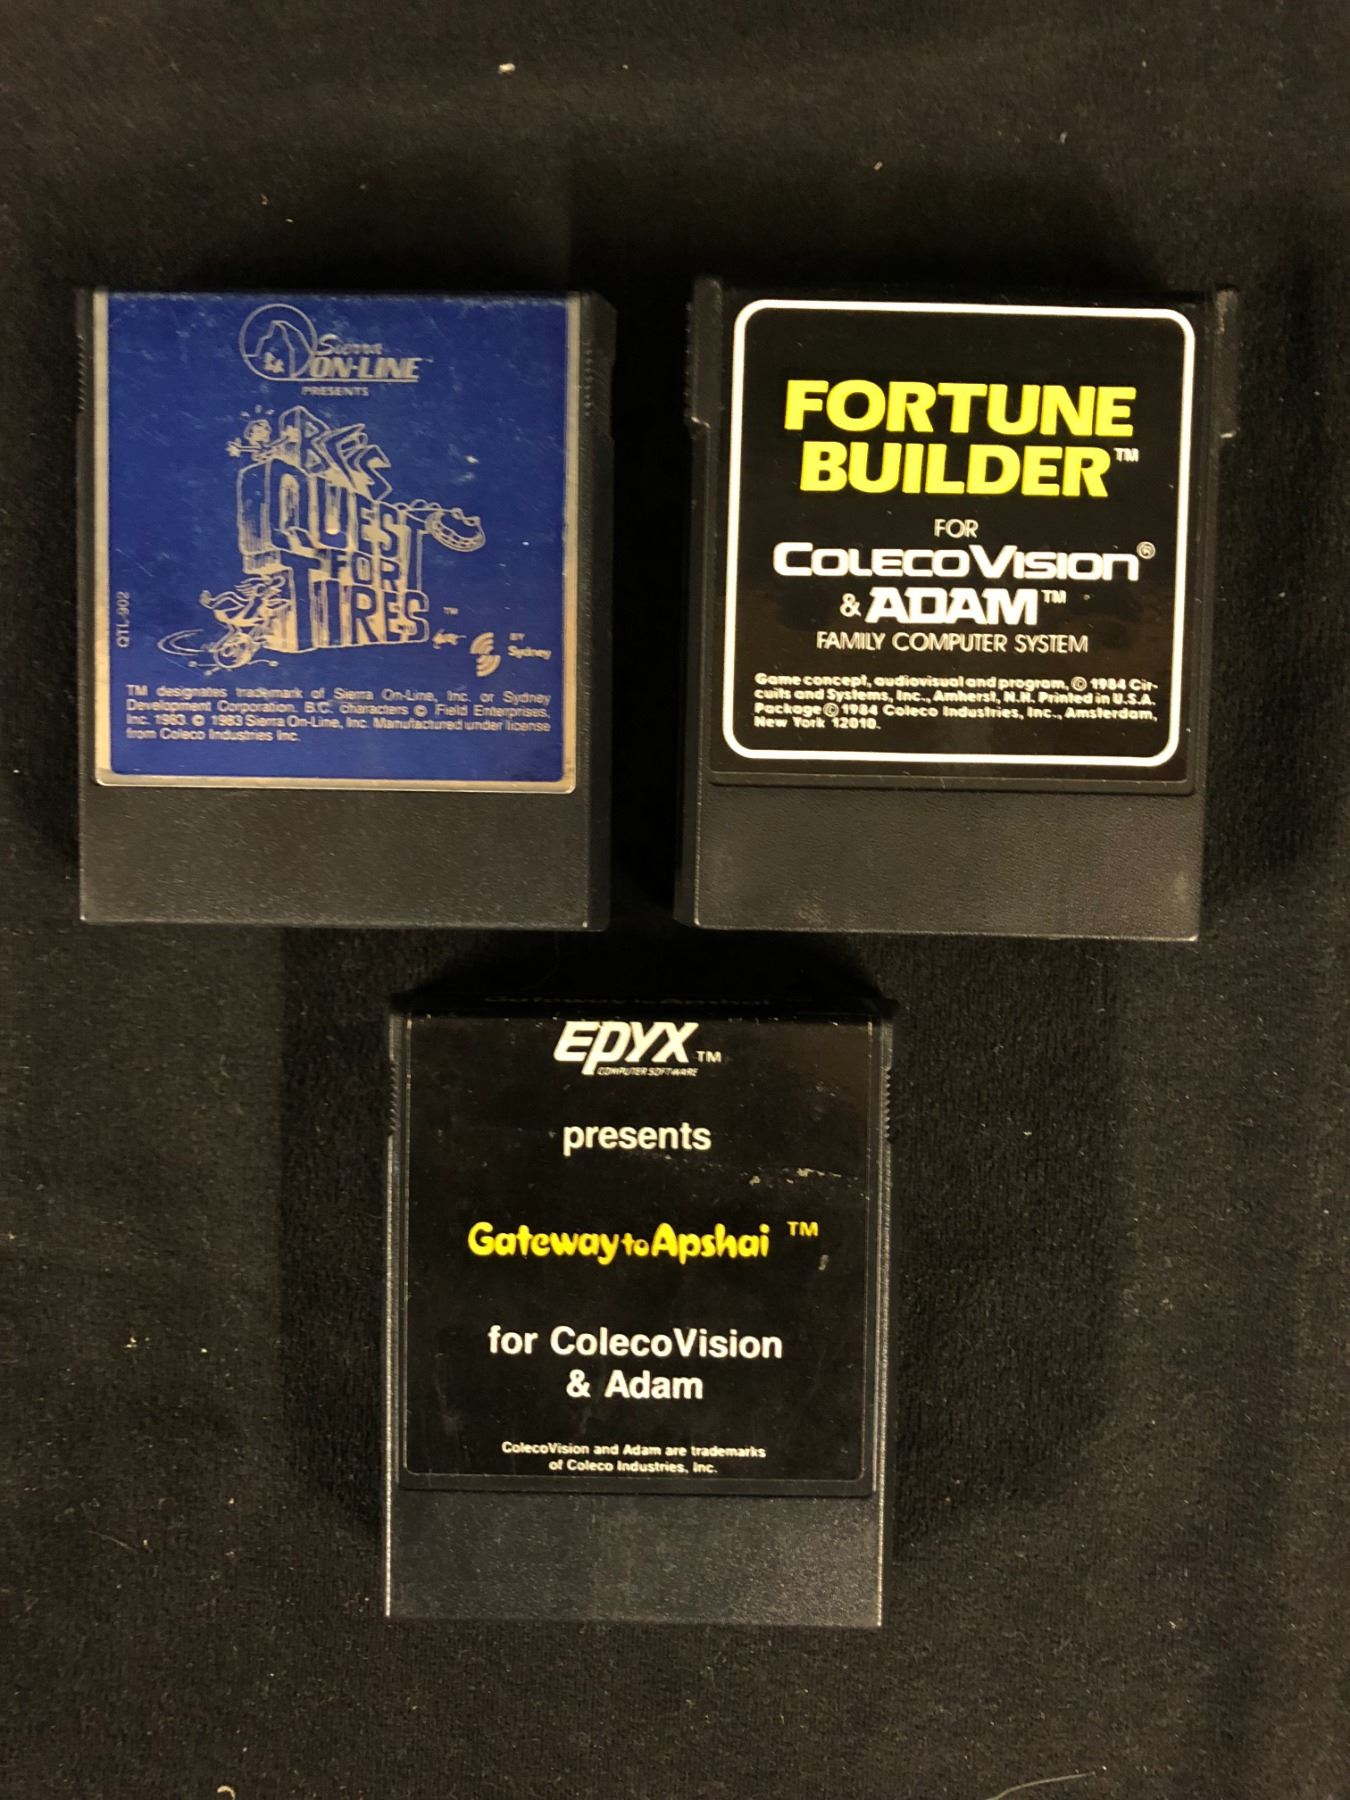 Sierra
ON-LINE
PRESENTS
B.C.'s
QUEST
FOR
TIRES™
BY
Sydney
QTL-902
TM designates trademark of Sierra On-Line, Inc. or Sydney
Development Corporation. B.C. characters © Field Enterprises,
Inc. 1983. © 1983 Sierra On-Line, Inc. Manufactured under license
from Coleco Industries Inc.
FORTUNE
BUILDER™
FOR
COLECOVISION®
& ADAM™
FAMILY COMPUTER SYSTEM
Game concept, audiovisual and program, © 1984 Cir-
cuits and Systems, Inc., Amherst, N.H. Printed in U.S.A.
Package © 1984 Coleco Industries, Inc., Amsterdam,
New York 12010.
Gateway to Apshai
EPYX™
COMPUTER SOFTWARE
presents
Gateway to Apshai ™
for ColecoVision
& Adam
ColecoVision and Adam are trademarks
of Coleco Industries, Inc.